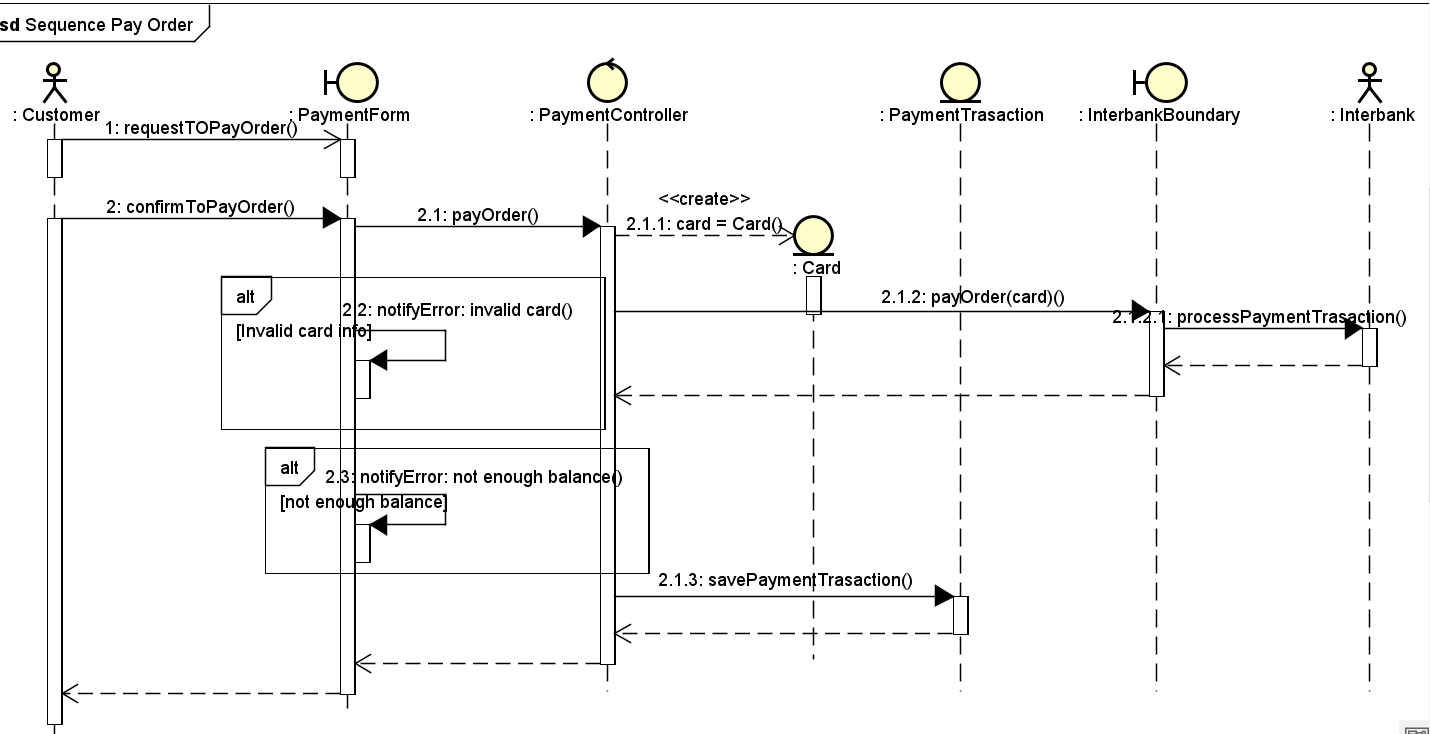 sd Sequence Pay Order
: Customer
: PaymentForm
: PaymentController
: PaymentTrasaction
: InterbankBoundary
: Interbank
1: requestTOPayOrder()
<<create>>
2: confirmToPayOrder()
2.1: payOrder()
2.1.1: card = Card()
: Card
alt
2.2: notifyError: invalid card()
[Invalid card info]
2.1.2: payOrder(card)()
2.1.2.1: processPaymentTrasaction()
alt
2.3: notifyError: not enough balance()
[not enough balance]
2.1.3: savePaymentTrasaction()